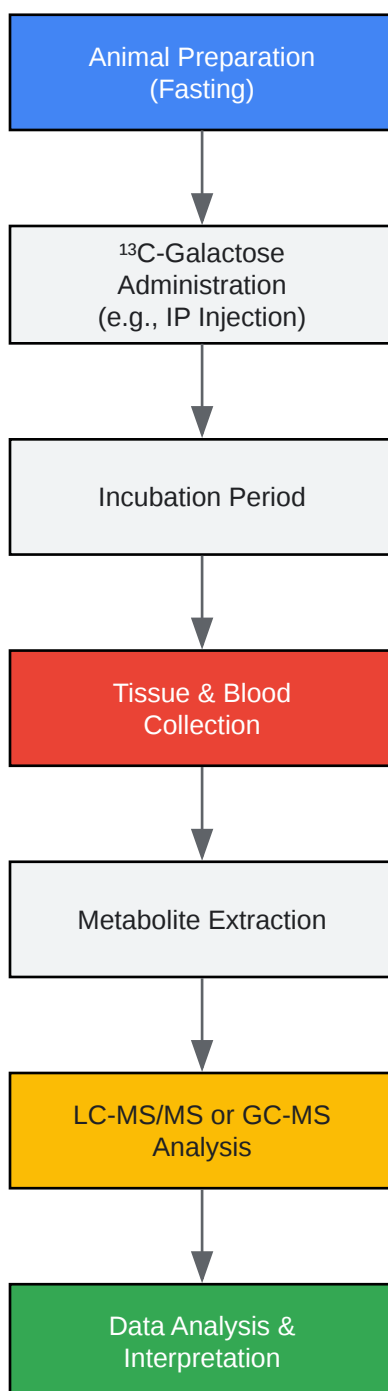 Animal Preparation
(Fasting)
¹³C-Galactose
Administration
(e.g., IP Injection)
Incubation Period
Tissue & Blood
Collection
Metabolite Extraction
LC-MS/MS or GC-MS
Analysis
Data Analysis &
Interpretation